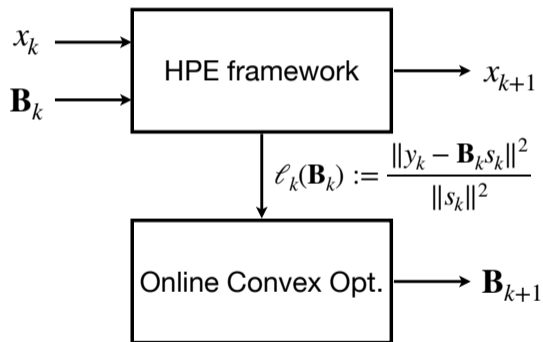 x_k
HPE framework
x_{k+1}
𝐁_k
ℓ_k(𝐁_k) := ‖y_k − 𝐁_k s_k‖² / ‖s_k‖²
Online Convex Opt.
𝐁_{k+1}